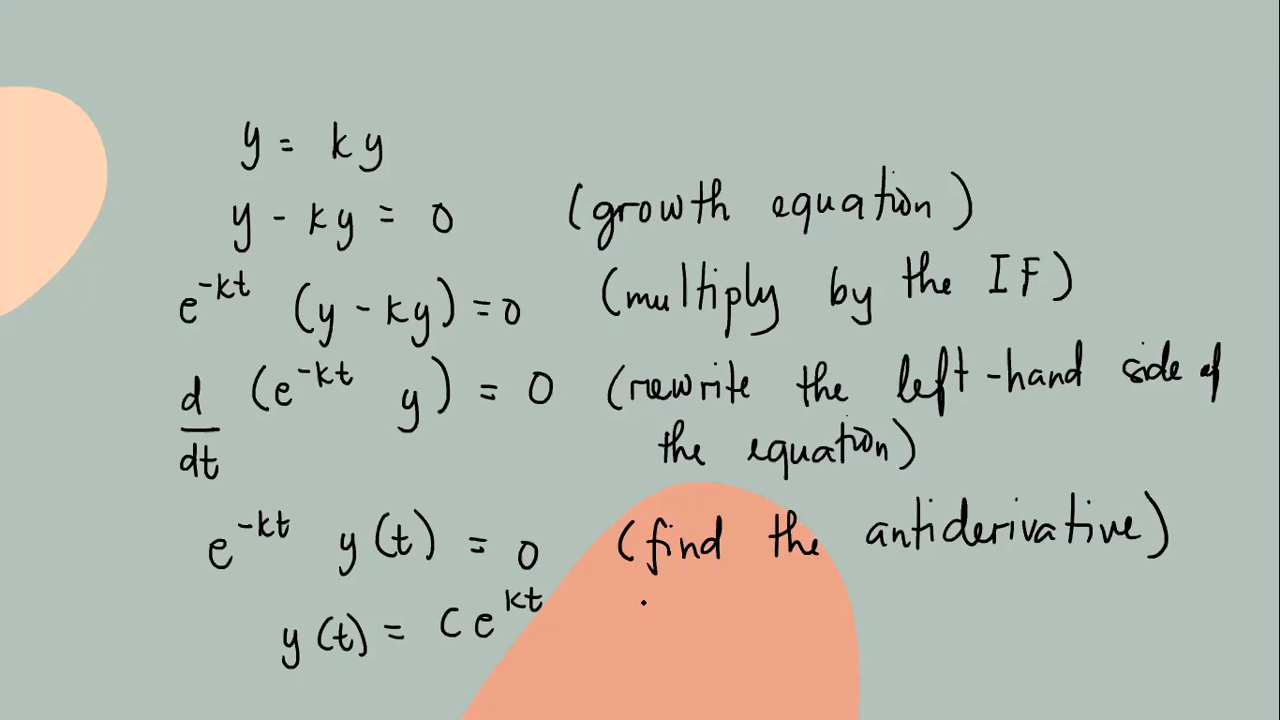 y = ky
y - ky = 0 (growth equation)
e^-kt (y - ky) = 0 (multiply by the IF)
d/dt (e^-kt y) = 0 (rewrite the left-hand side of
the equation)
e^-kt y(t) = 0 (find the antiderivative)
y(t) = Ce^kt